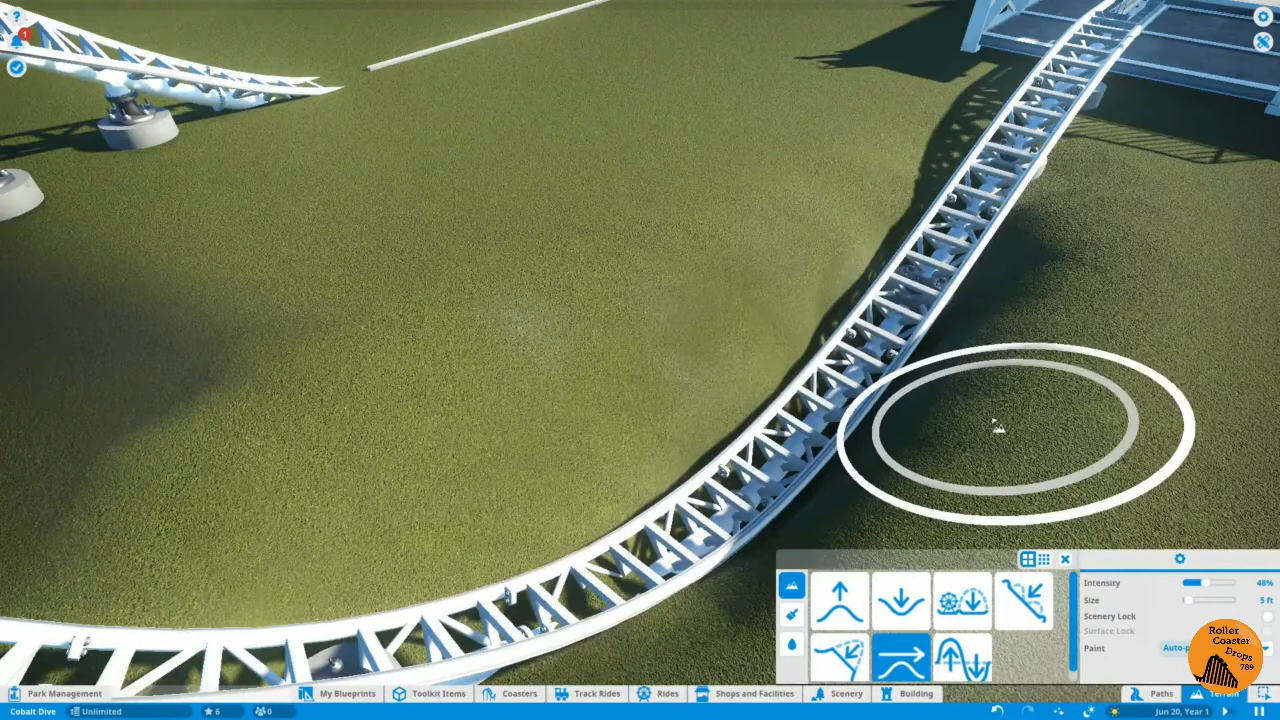 ?
1
Intensity 48%
Size 5 ft
Scenery Lock
Surface Lock
Paint
Roller
Coaster
Drops
789
Park Management My Blueprints Toolkit Items Coasters Track Rides Rides Shops and Facilities Scenery Building Paths Terrain
Cobalt Dive Unlimited 6 0 Jun 20, Year 1